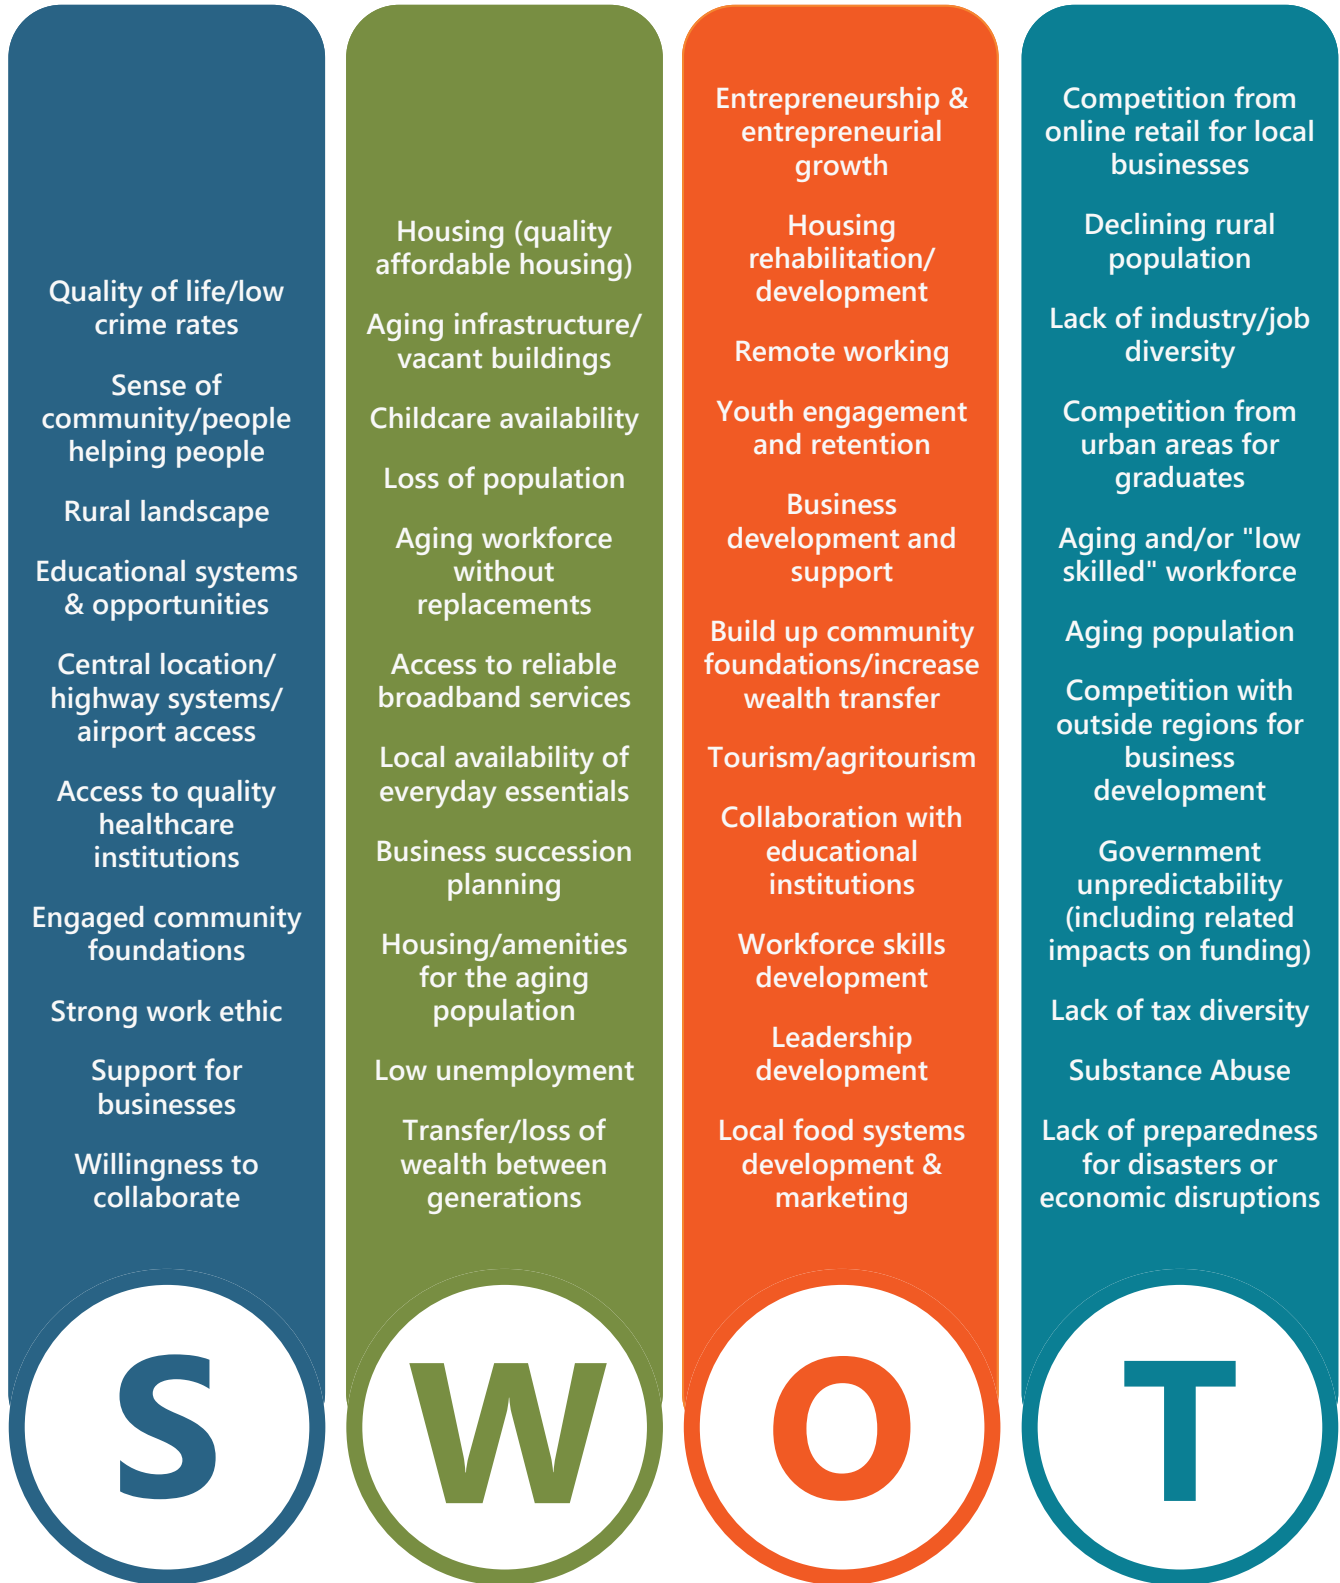 Quality of life/low
crime rates
Sense of
community/people
helping people
Rural landscape
Educational systems
& opportunities
Central location/
highway systems/
airport access
Access to quality
healthcare
institutions
Engaged community
foundations
Strong work ethic
Support for
businesses
Willingness to
collaborate
S
Housing (quality
affordable housing)
Aging infrastructure/
vacant buildings
Childcare availability
Loss of population
Aging workforce
without
replacements
Access to reliable
broadband services
Local availability of
everyday essentials
Business succession
planning
Housing/amenities
for the aging
population
Low unemployment
Transfer/loss of
wealth between
generations
W
Entrepreneurship &
entrepreneurial
growth
Housing
rehabilitation/
development
Remote working
Youth engagement
and retention
Business
development and
support
Build up community
foundations/increase
wealth transfer
Tourism/agritourism
Collaboration with
educational
institutions
Workforce skills
development
Leadership
development
Local food systems
development &
marketing
O
Competition from
online retail for local
businesses
Declining rural
population
Lack of industry/job
diversity
Competition from
urban areas for
graduates
Aging and/or "low
skilled" workforce
Aging population
Competition with
outside regions for
business
development
Government
unpredictability
(including related
impacts on funding)
Lack of tax diversity
Substance Abuse
Lack of preparedness
for disasters or
economic disruptions
T